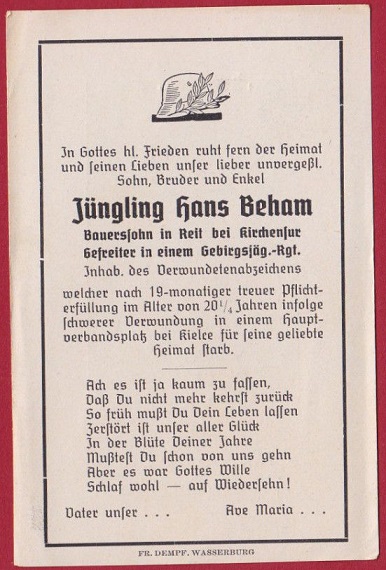 In Gottes hl. Frieden ruht fern der Heimat
und seinen Lieben unser lieber unvergeßl.
Sohn, Bruder und Enkel
Jüngling Hans Beham
Bauerssohn in Reit bei Kirchensur
Gefreiter in einem Gebirgsjäg.-Rgt.
Inhab. des Verwundetenabzeichens
welcher nach 19-monatiger treuer Pflicht-
erfüllung im Alter von 20¼ Jahren infolge
schwerer Verwundung in einem Haupt-
verbandsplatz bei Kielce für seine geliebte
Heimat starb.
Ach es ist ja kaum zu fassen,
Daß Du nicht mehr kehrst zurück
So früh mußt Du Dein Leben lassen
Zerstört ist unser aller Glück
In der Blüte Deiner Jahre
Mußtest Du schon von uns gehn
Aber es war Gottes Wille
Schlaf wohl — auf Wiedersehn!
Vater unser . . . Ave Maria . . .
FR. DEMPF, WASSERBURG